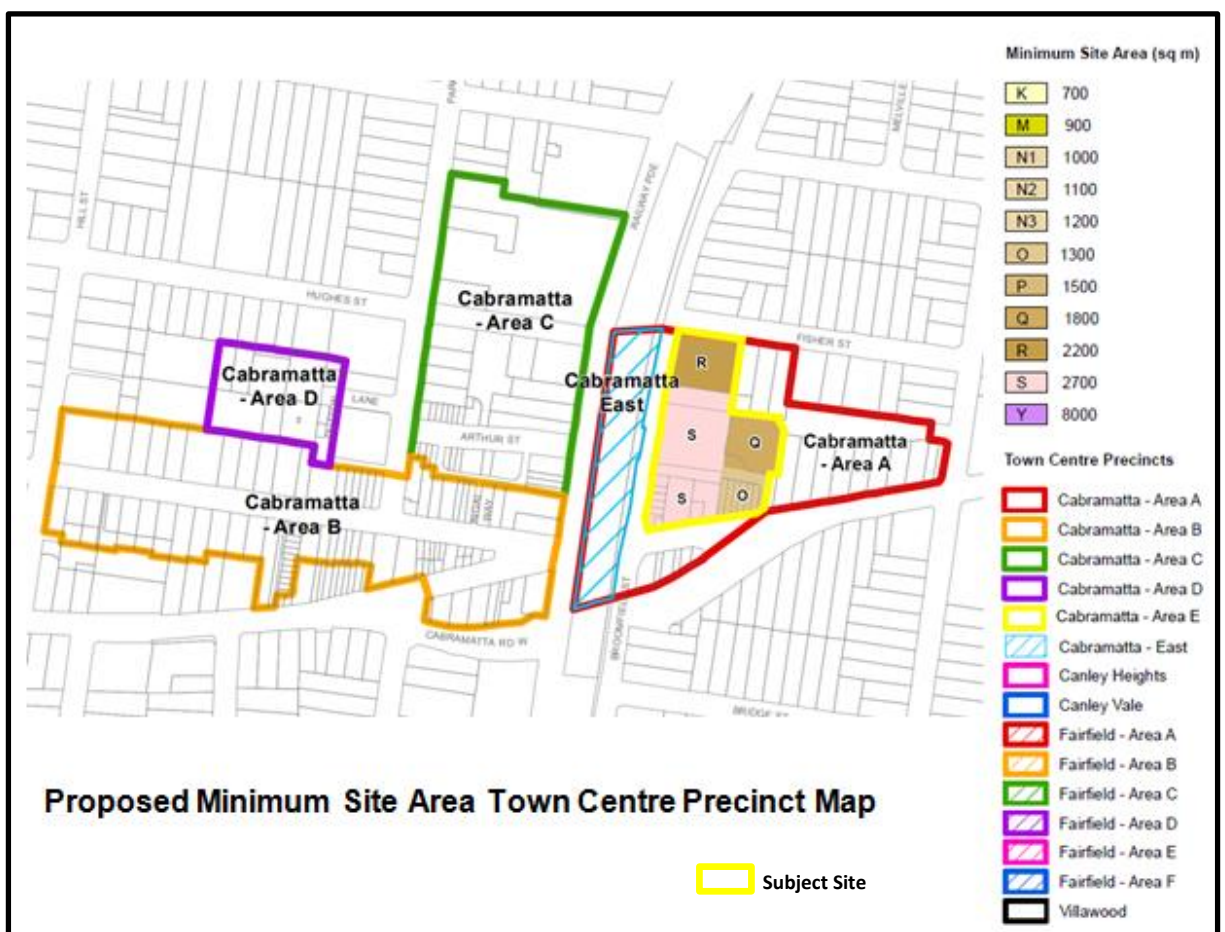 Minimum Site Area (sq m)
K 700
M 900
N1 1000
N2 1100
N3 1200
O 1300
P 1500
Q 1800
R 2200
S 2700
Y 8000
Town Centre Precincts
Cabramatta - Area A
Cabramatta - Area B
Cabramatta - Area C
Cabramatta - Area D
Cabramatta - Area E
Cabramatta - East
Canley Heights
Canley Vale
Fairfield - Area A
Fairfield - Area B
Fairfield - Area C
Fairfield - Area D
Fairfield - Area E
Fairfield - Area F
Villawood
HILL ST
RAILWAY PDE
MELVILLE
HUGHES ST
FISHER ST
Cabramatta
- Area C
Cabramatta
- Area D
LANE
Cabramatta
East
R
S
Q
S
O
Cabramatta
- Area A
ARTHUR ST
WAY
Cabramatta
- Area B
CABRAMATTA RD W
BROOMFIELD ST
BRIDGE ST
Proposed Minimum Site Area Town Centre Precinct Map
Subject Site